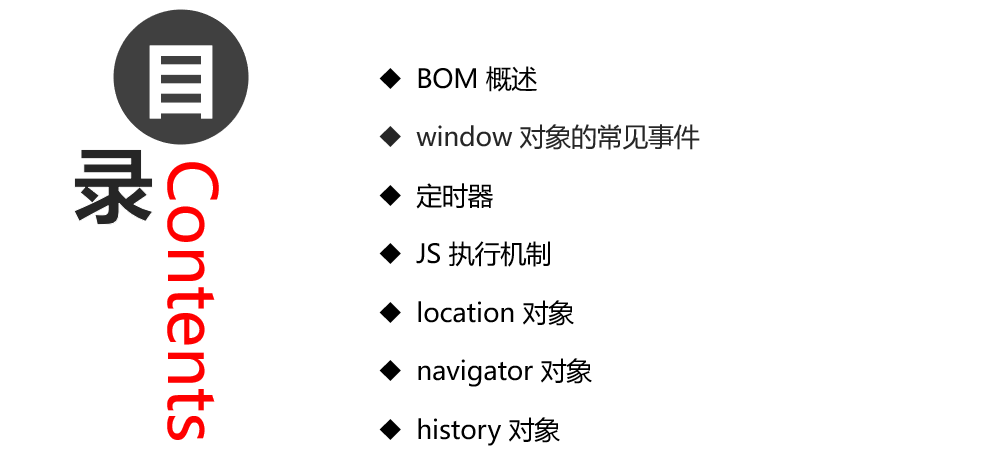 目
录
Contents
◆ BOM 概述
◆ window 对象的常见事件
◆ 定时器
◆ JS 执行机制
◆ location 对象
◆ navigator 对象
◆ history 对象